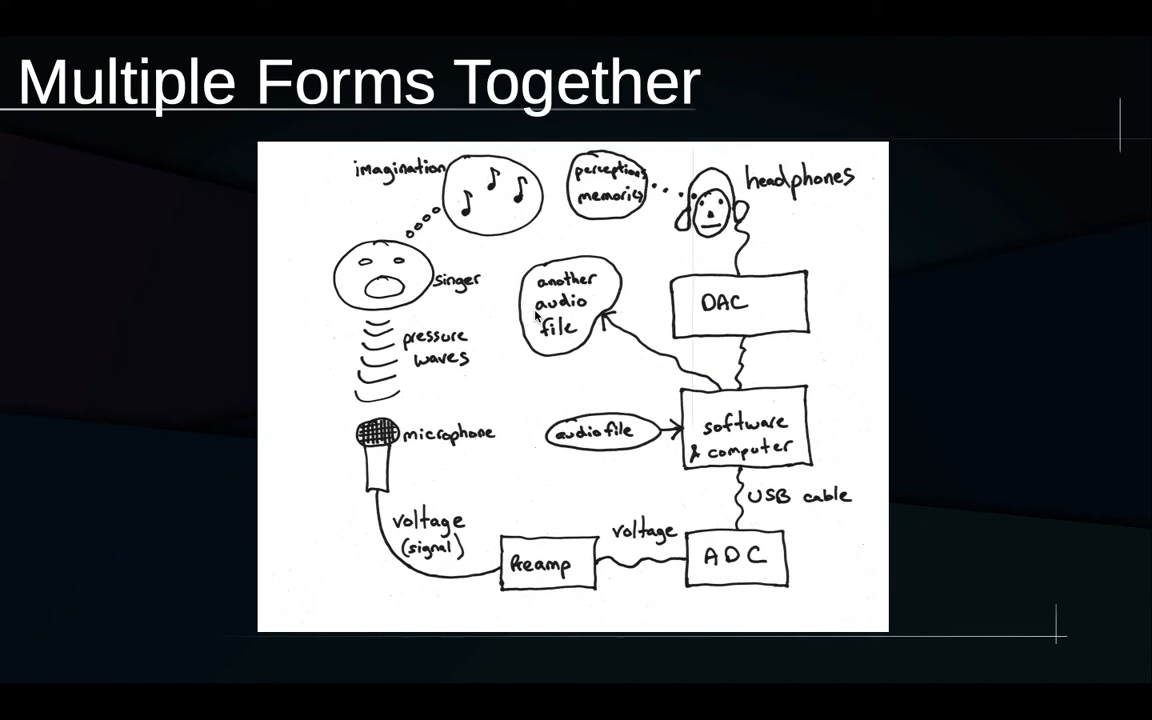 Multiple Forms Together
imagination
perceptions
memories
headphones
singer
another
audio
file
DAC
pressure
waves
microphone
audio file
software
& computer
USB cable
voltage
(signal)
voltage
Preamp
ADC